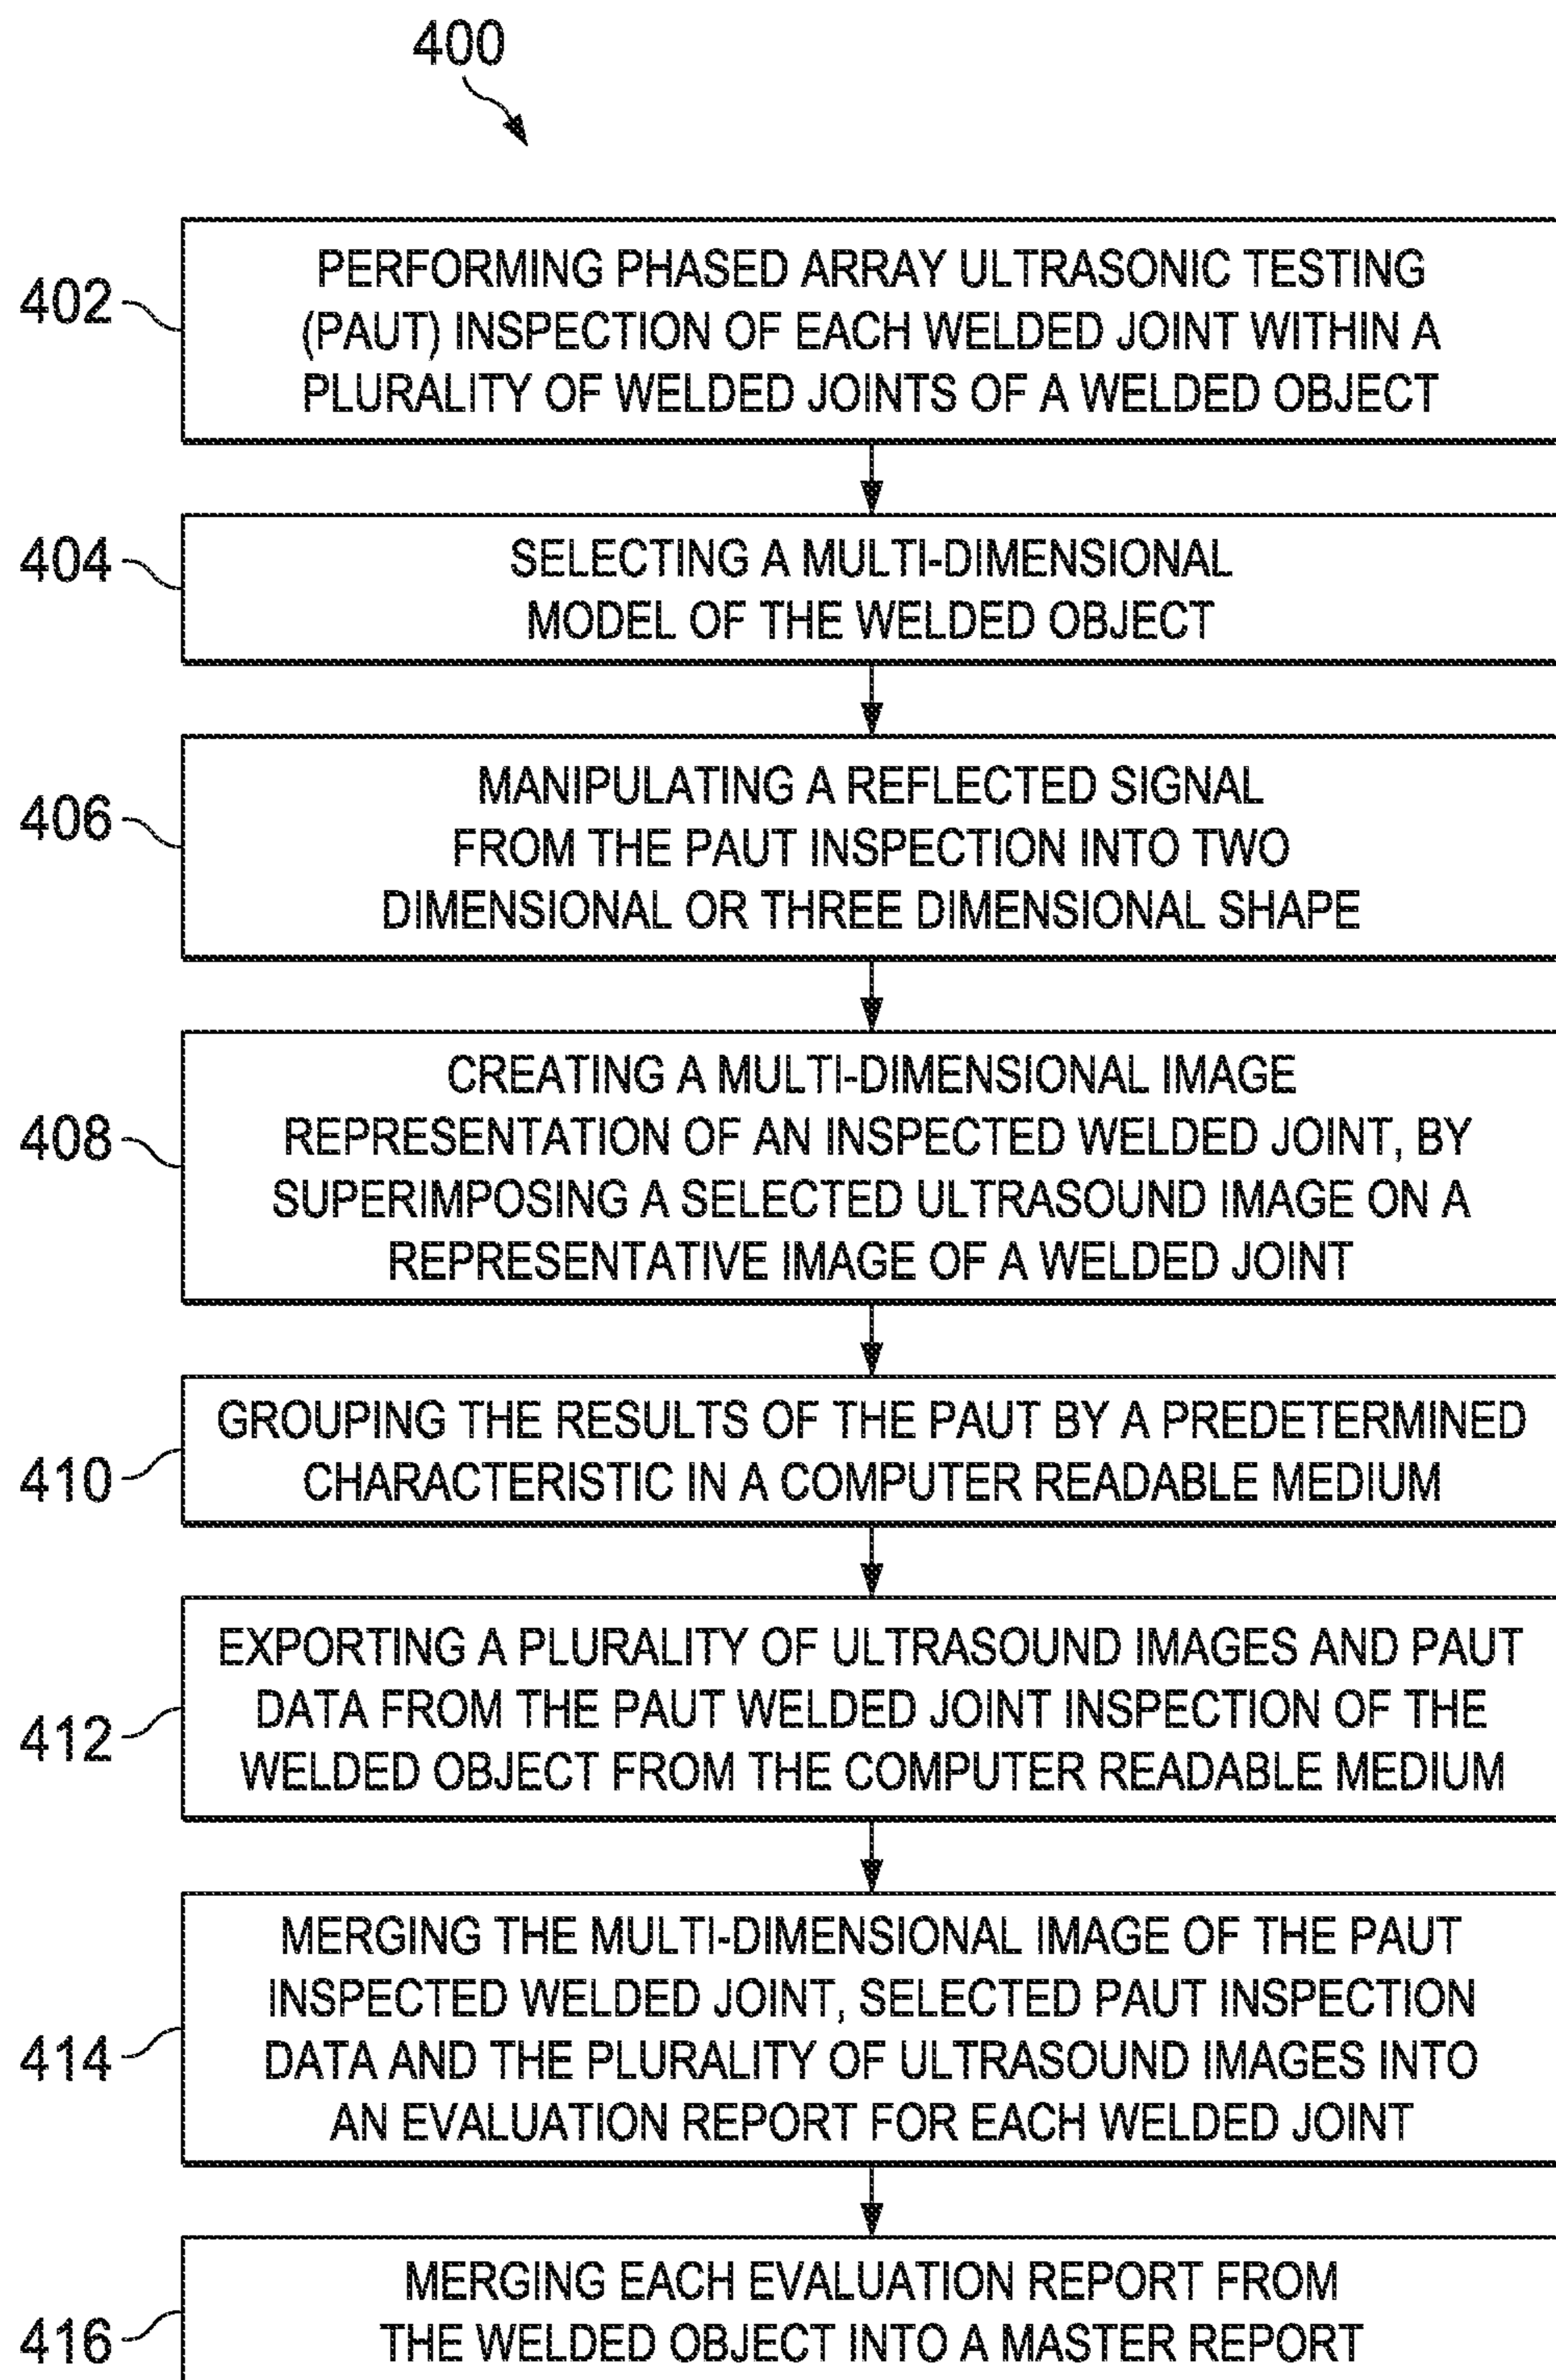 400
402
PERFORMING PHASED ARRAY ULTRASONIC TESTING
(PAUT) INSPECTION OF EACH WELDED JOINT WITHIN A
PLURALITY OF WELDED JOINTS OF A WELDED OBJECT
404
SELECTING A MULTI-DIMENSIONAL
MODEL OF THE WELDED OBJECT
406
MANIPULATING A REFLECTED SIGNAL
FROM THE PAUT INSPECTION INTO TWO
DIMENSIONAL OR THREE DIMENSIONAL SHAPE
408
CREATING A MULTI-DIMENSIONAL IMAGE
REPRESENTATION OF AN INSPECTED WELDED JOINT, BY
SUPERIMPOSING A SELECTED ULTRASOUND IMAGE ON A
REPRESENTATIVE IMAGE OF A WELDED JOINT
410
GROUPING THE RESULTS OF THE PAUT BY A PREDETERMINED
CHARACTERISTIC IN A COMPUTER READABLE MEDIUM
412
EXPORTING A PLURALITY OF ULTRASOUND IMAGES AND PAUT
DATA FROM THE PAUT WELDED JOINT INSPECTION OF THE
WELDED OBJECT FROM THE COMPUTER READABLE MEDIUM
414
MERGING THE MULTI-DIMENSIONAL IMAGE OF THE PAUT
INSPECTED WELDED JOINT, SELECTED PAUT INSPECTION
DATA AND THE PLURALITY OF ULTRASOUND IMAGES INTO
AN EVALUATION REPORT FOR EACH WELDED JOINT
416
MERGING EACH EVALUATION REPORT FROM
THE WELDED OBJECT INTO A MASTER REPORT